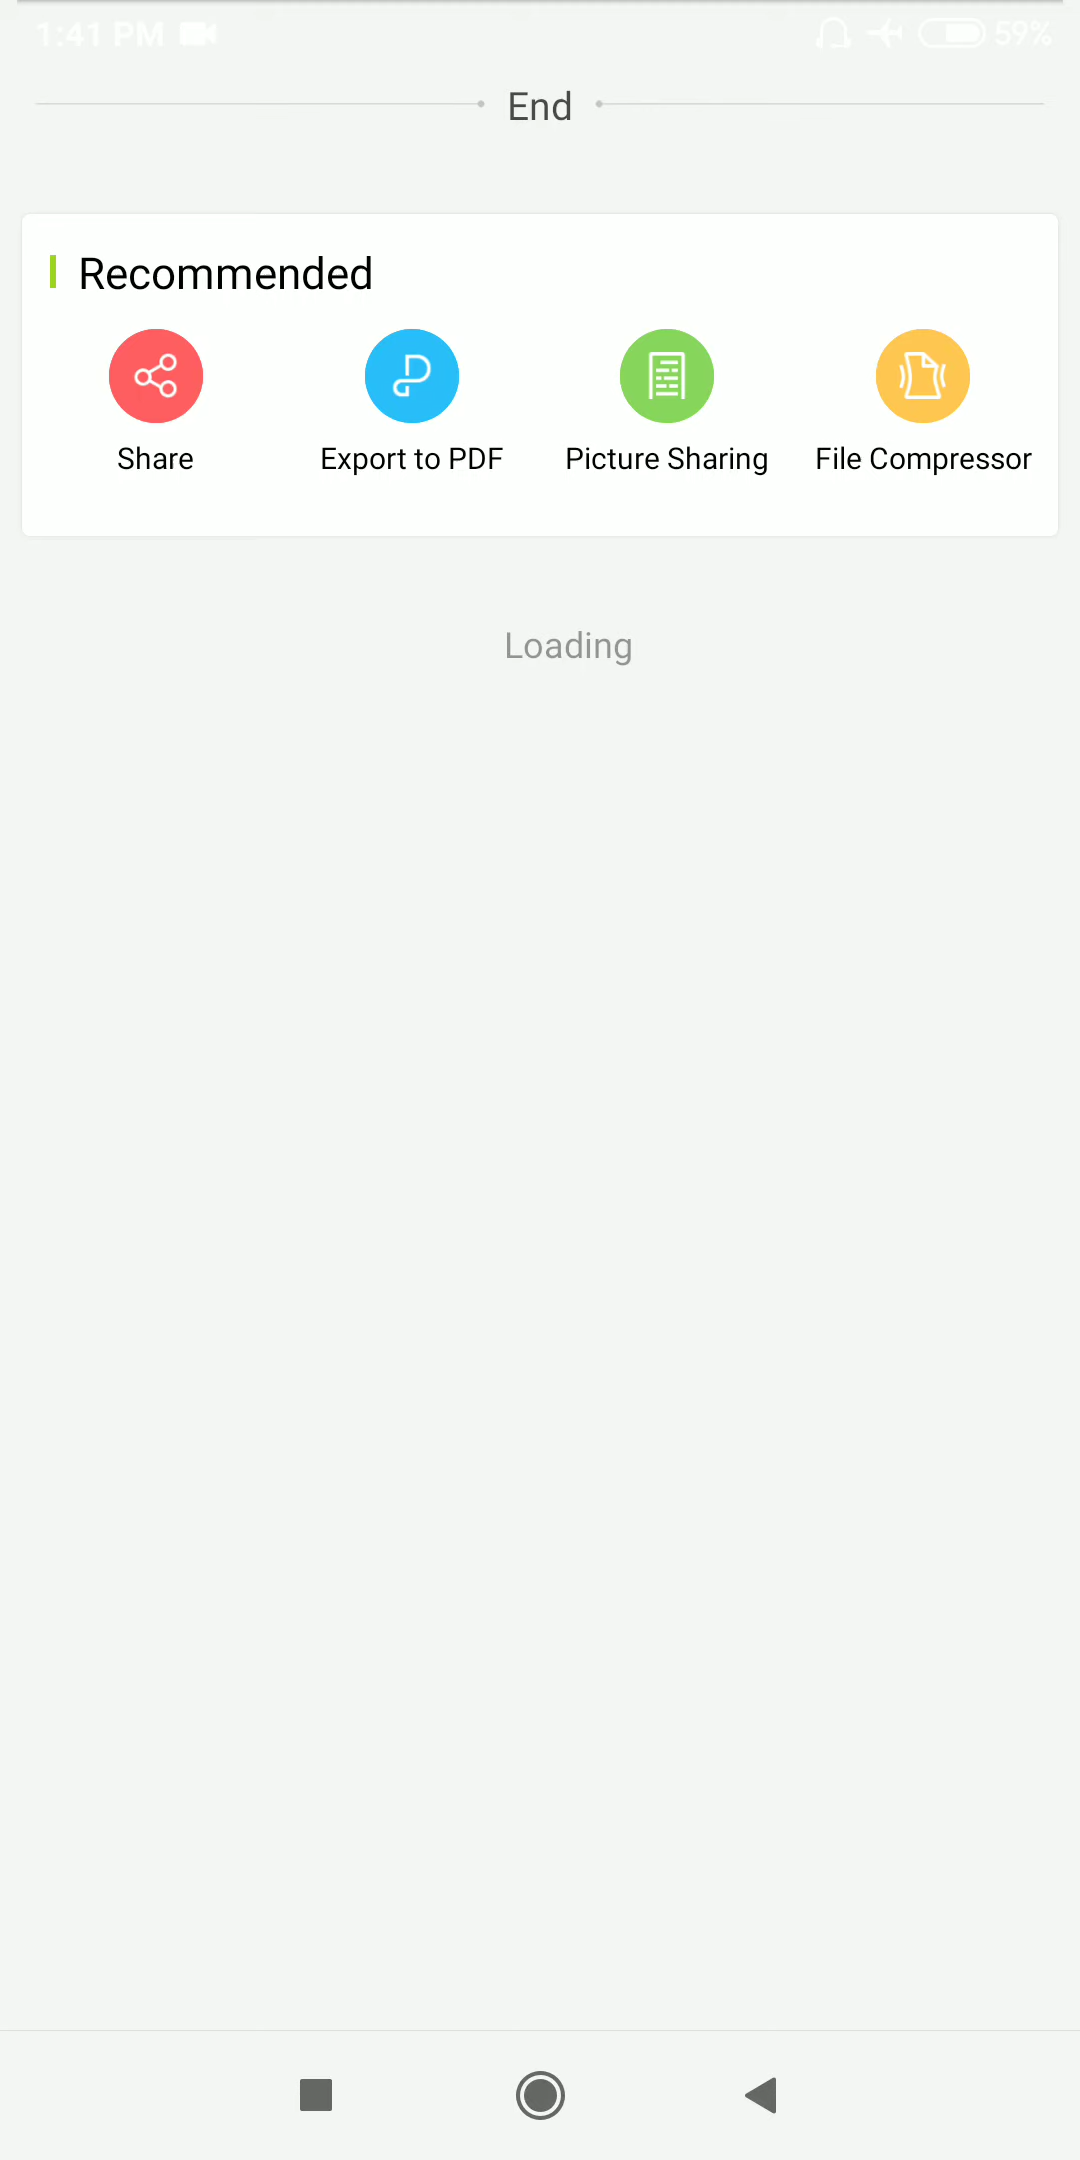 1:41 PM 59%
End
Recommended
Share Export to PDF Picture Sharing File Compressor
Loading